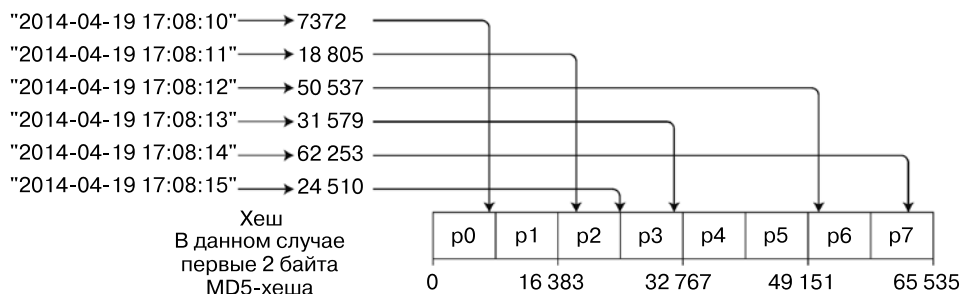 "2014-04-19 17:08:10" 7372
"2014-04-19 17:08:11" 18 805
"2014-04-19 17:08:12" 50 537
"2014-04-19 17:08:13" 31 579
"2014-04-19 17:08:14" 62 253
"2014-04-19 17:08:15" 24 510
Хеш
В данном случае
первые 2 байта
MD5-хеша
p0 p1 p2 p3 p4 p5 p6 p7
0 16 383 32 767 49 151 65 535